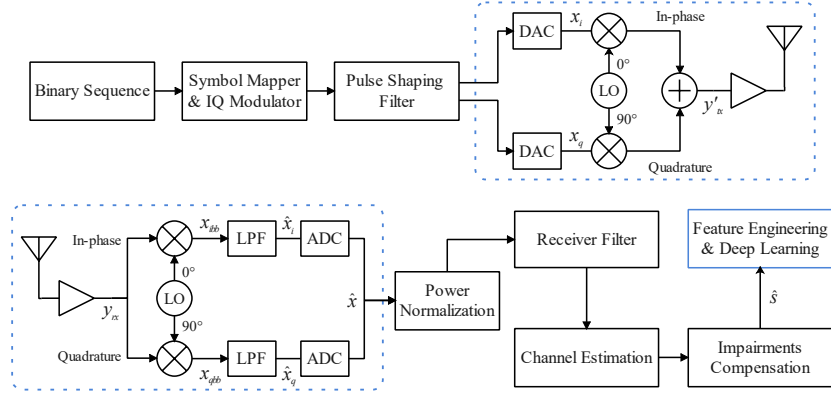 Binary Sequence
Symbol Mapper
& IQ Modulator
Pulse Shaping
Filter
DAC
x_i
In-phase
0°
LO
90°
DAC
x_q
Quadrature
y'_tx
In-phase
x_ibb
LPF
x̂_i
ADC
0°
LO
y_rx
90°
Quadrature
x_qbb
LPF
x̂_q
ADC
x̂
Power
Normalization
Receiver Filter
Channel Estimation
Impairments
Compensation
ŝ
Feature Engineering
& Deep Learning